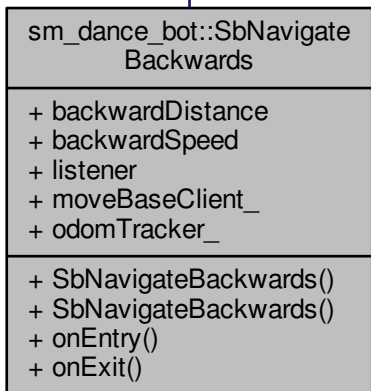 sm_dance_bot::SbNavigate
Backwards
+ backwardDistance
+ backwardSpeed
+ listener
+ moveBaseClient_
+ odomTracker_
+ SbNavigateBackwards()
+ SbNavigateBackwards()
+ onEntry()
+ onExit()